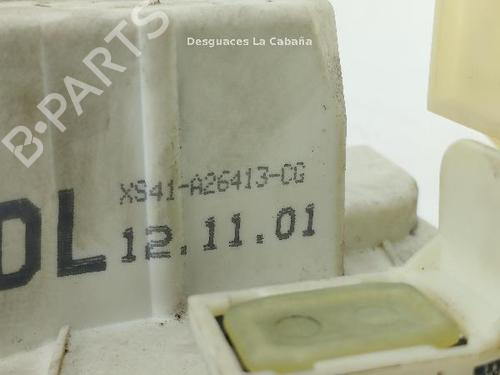 Desguaces La Cabaña
B-PARTS
XS41-A26413-CG
DL
12.11.01